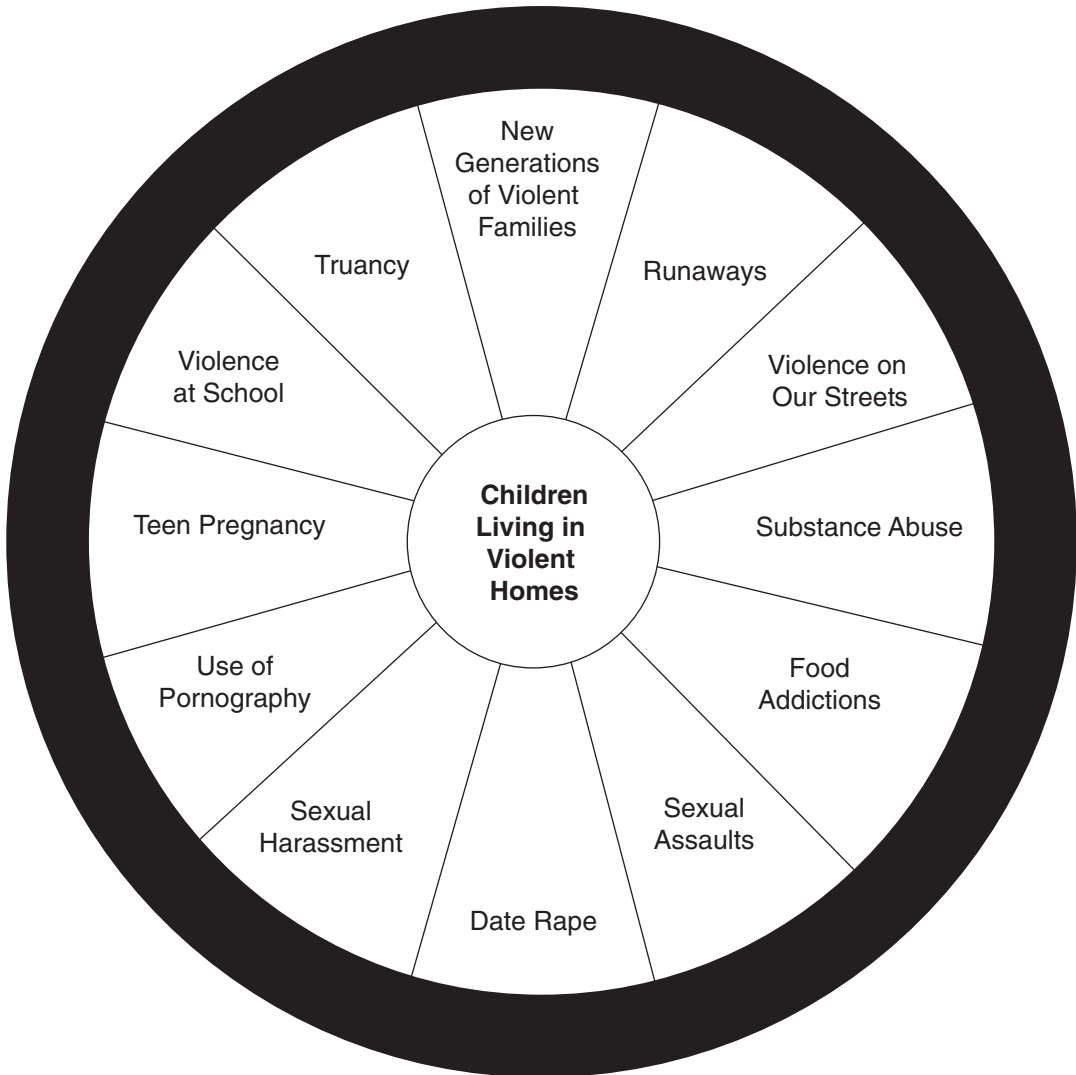 New
Generations
of Violent
Families
Runaways
Violence on
Our Streets
Substance Abuse
Food
Addictions
Sexual
Assaults
Date Rape
Sexual
Harassment
Use of
Pornography
Teen Pregnancy
Violence
at School
Truancy
Children
Living in
Violent
Homes